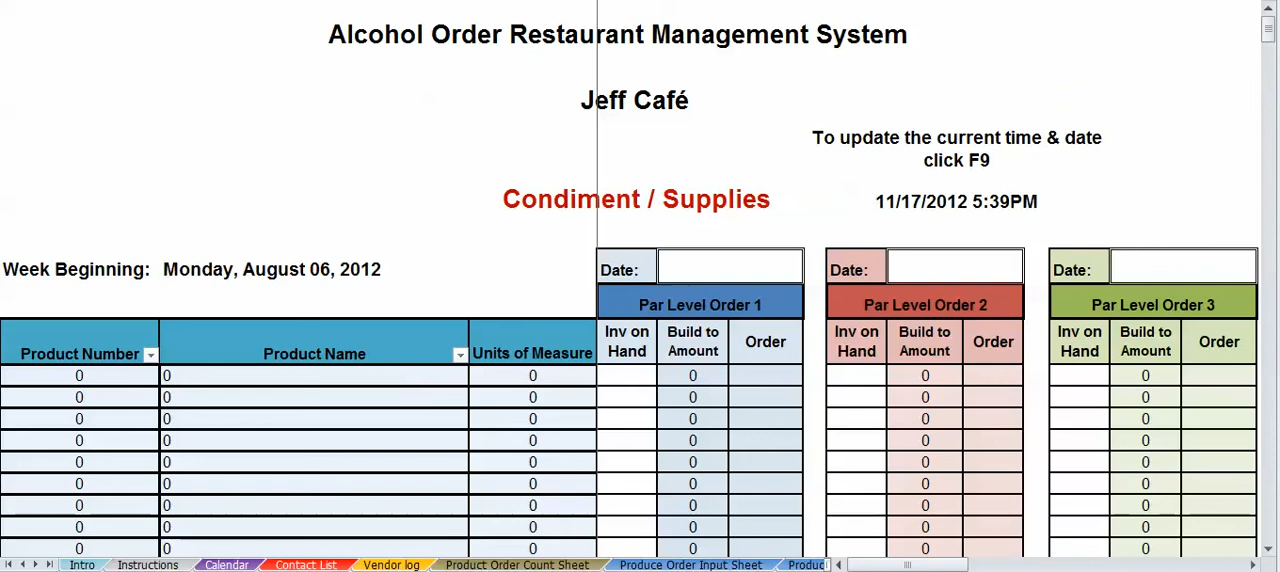 Alcohol Order Restaurant Management System
Jeff Café
To update the current time & date
click F9
Condiment / Supplies
11/17/2012 5:39PM
Week Beginning: Monday, August 06, 2012
Date: Date: Date:
Par Level Order 1 Par Level Order 2 Par Level Order 3
Product Number Product Name Units of Measure Inv on Hand Build to Amount Order Inv on Hand Build to Amount Order Inv on Hand Build to Amount Order
0 0 0 0 0 0
0 0 0 0 0 0
0 0 0 0 0 0
0 0 0 0 0 0
0 0 0 0 0 0
0 0 0 0 0 0
0 0 0 0 0 0
0 0 0 0 0 0
0 0 0 0 0 0
Intro Instructions Calendar Contact List Vendor log Product Order Count Sheet Produce Order Input Sheet Produc